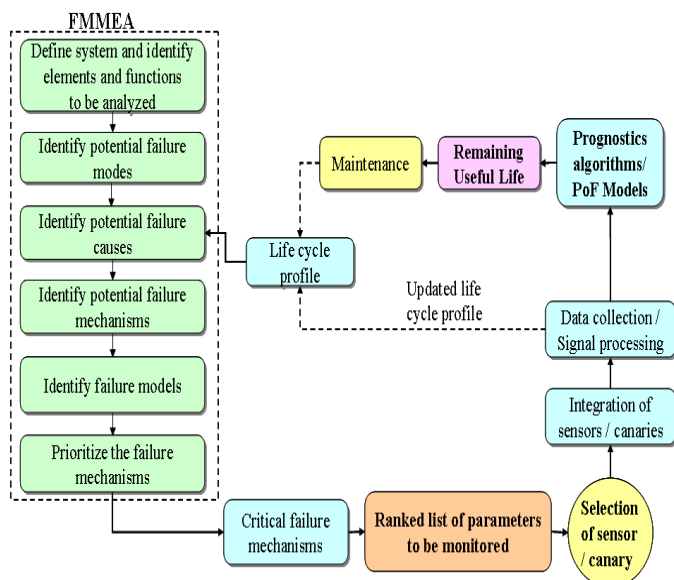 FMMEA
Define system and identify
elements and functions
to be analyzed
Identify potential failure
modes
Identify potential failure
causes
Identify potential failure
mechanisms
Identify failure models
Prioritize the failure
mechanisms
Critical failure
mechanisms
Ranked list of parameters
to be monitored
Selection
of sensor
/ canary
Integration of
sensors / canaries
Data collection /
Signal processing
Updated life
cycle profile
Life cycle
profile
Prognostics
algorithms/
PoF Models
Remaining
Useful Life
Maintenance